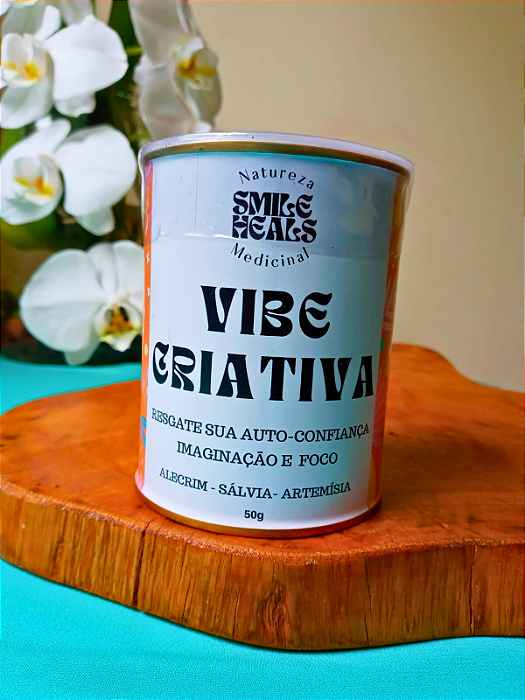 Natureza
SMILE
HEALS
Medicinal
VIBE
CRIATIVA
RESGATE SUA AUTO-CONFIANÇA
IMAGINAÇÃO E FOCO
ALECRIM - SÁLVIA- ARTEMÍSIA
50g